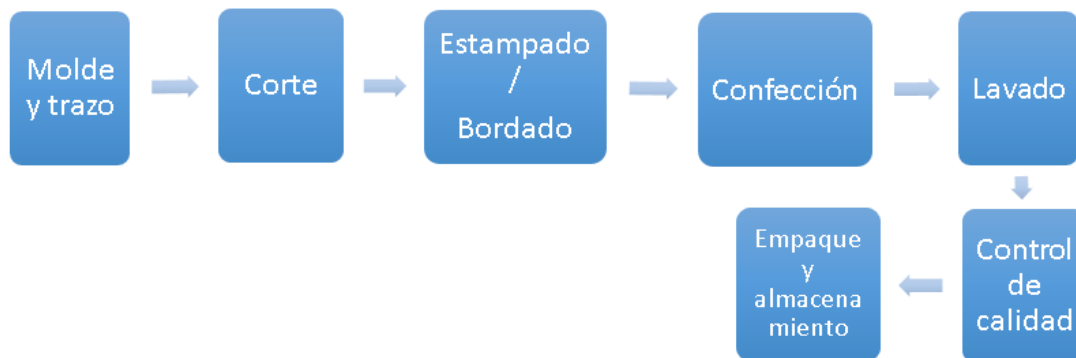 Molde
y trazo
Corte
Estampado
/
Bordado
Confección
Lavado
Control
de
calidad
Empaque
y
almacena
miento